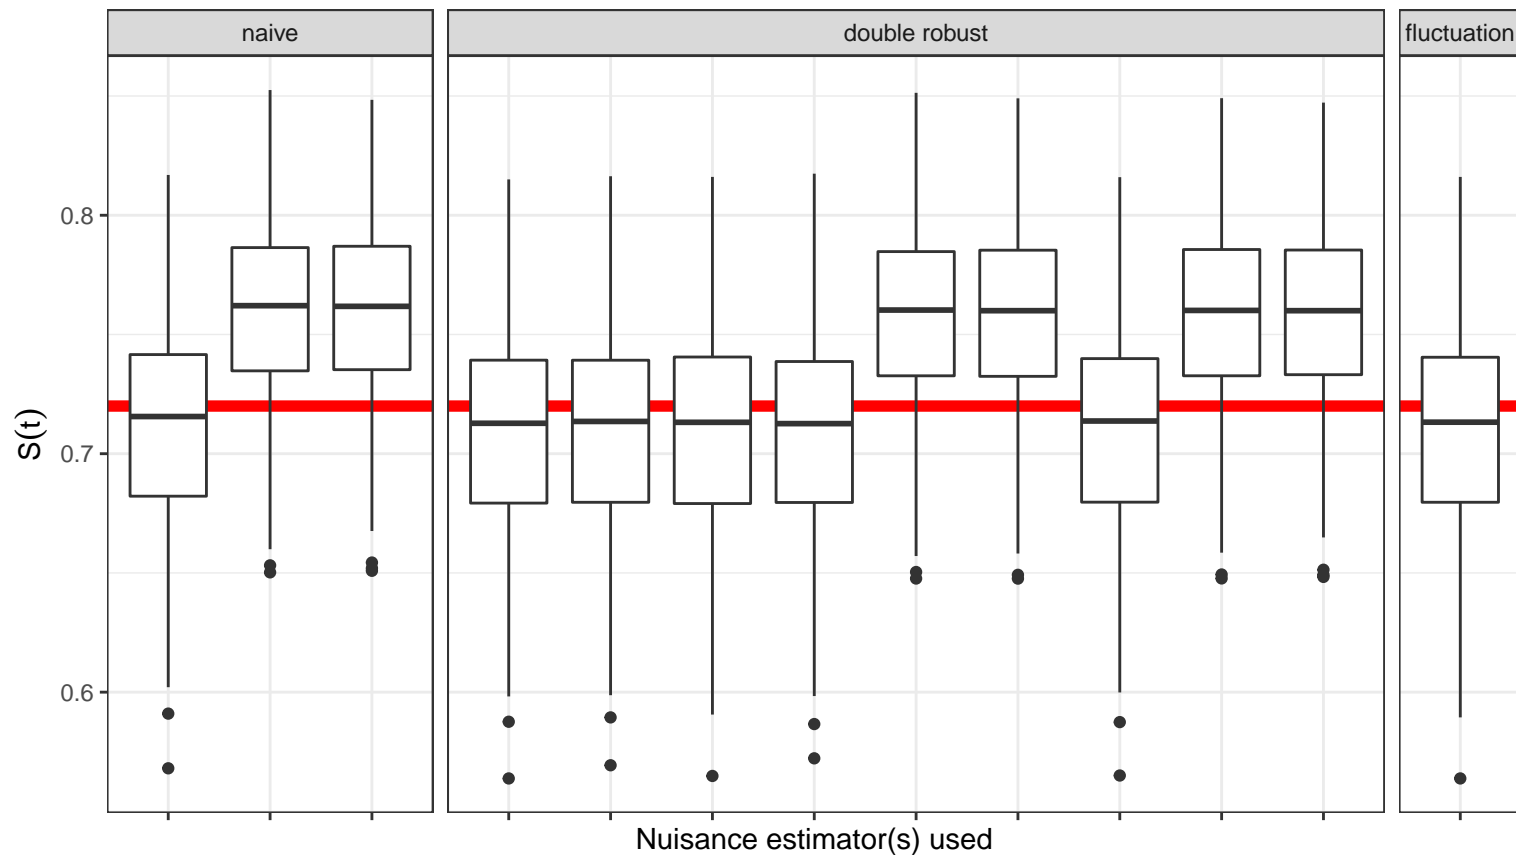 naive
double robust
fluctuation
0.8
0.7
0.6
S(t)
Nuisance estimator(s) used